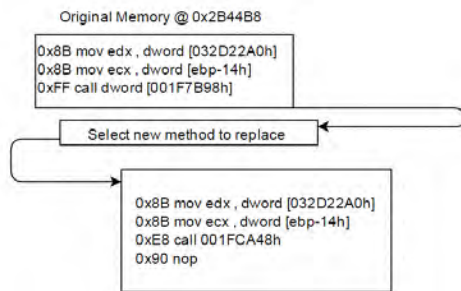 Original Memory @ 0x2B44B8
0x8B mov edx , dword [032D22A0h]
0x8B mov ecx , dword [ebp-14h]
0xFF call dword [001F7B98h]
Select new method to replace
0x8B mov edx , dword [032D22A0h]
0x8B mov ecx , dword [ebp-14h]
0xE8 call 001FCA48h
0x90 nop